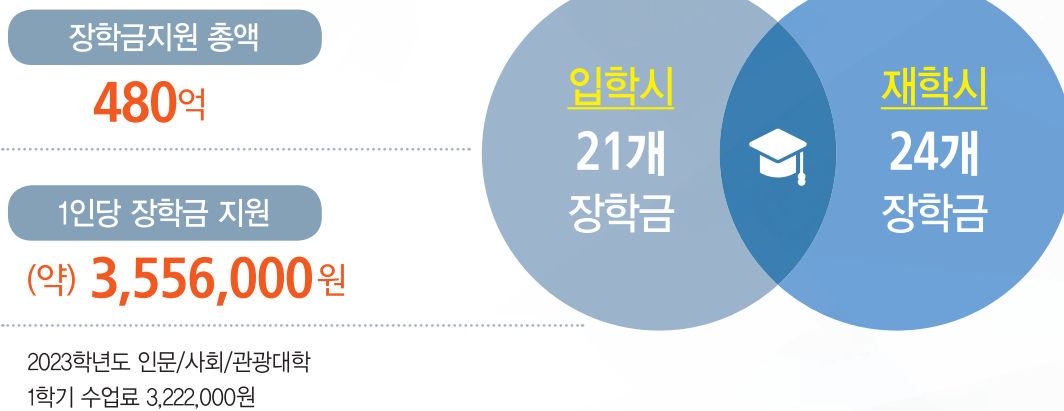 장학금지원 총액
480억
1인당 장학금 지원
(약) 3,556,000원
2023학년도 인문/사회/관광대학
1학기 수업료 3,222,000원
입학시
21개
장학금
재학시
24개
장학금